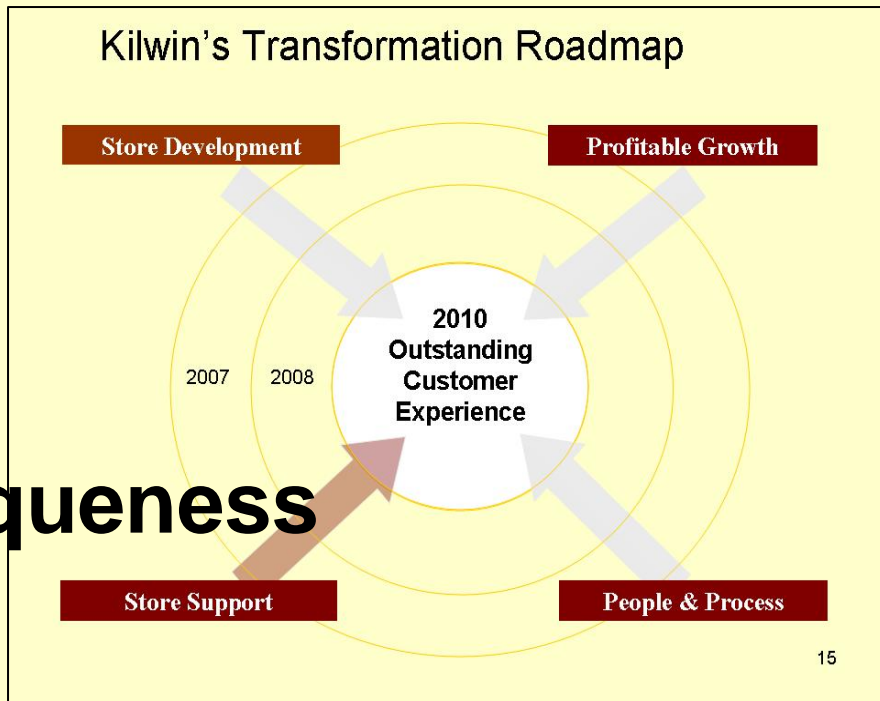 Kilwin's Transformation Roadmap
Store Development
Profitable Growth
2010
Outstanding
Customer
Experience
2007
2008
queness
Store Support
People & Process
15